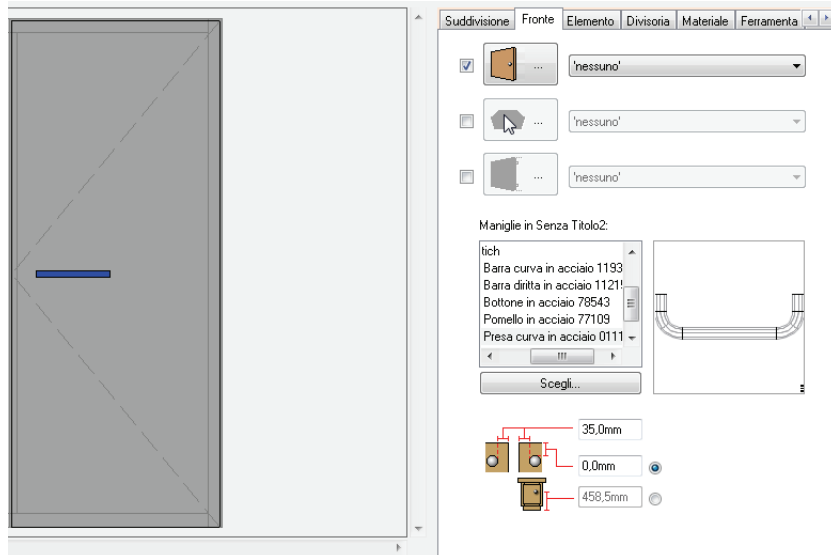 Suddivisione Fronte Elemento Divisoria Materiale Ferramenta
... 'nessuno'
... 'nessuno'
... 'nessuno'
Maniglie in Senza Titolo2:
tich
Barra curva in acciaio 1193
Barra diritta in acciaio 1121
Bottone in acciaio 78543
Pomello in acciaio 77109
Presa curva in acciaio 0111
Scegli...
35,0mm
0,0mm
458,5mm